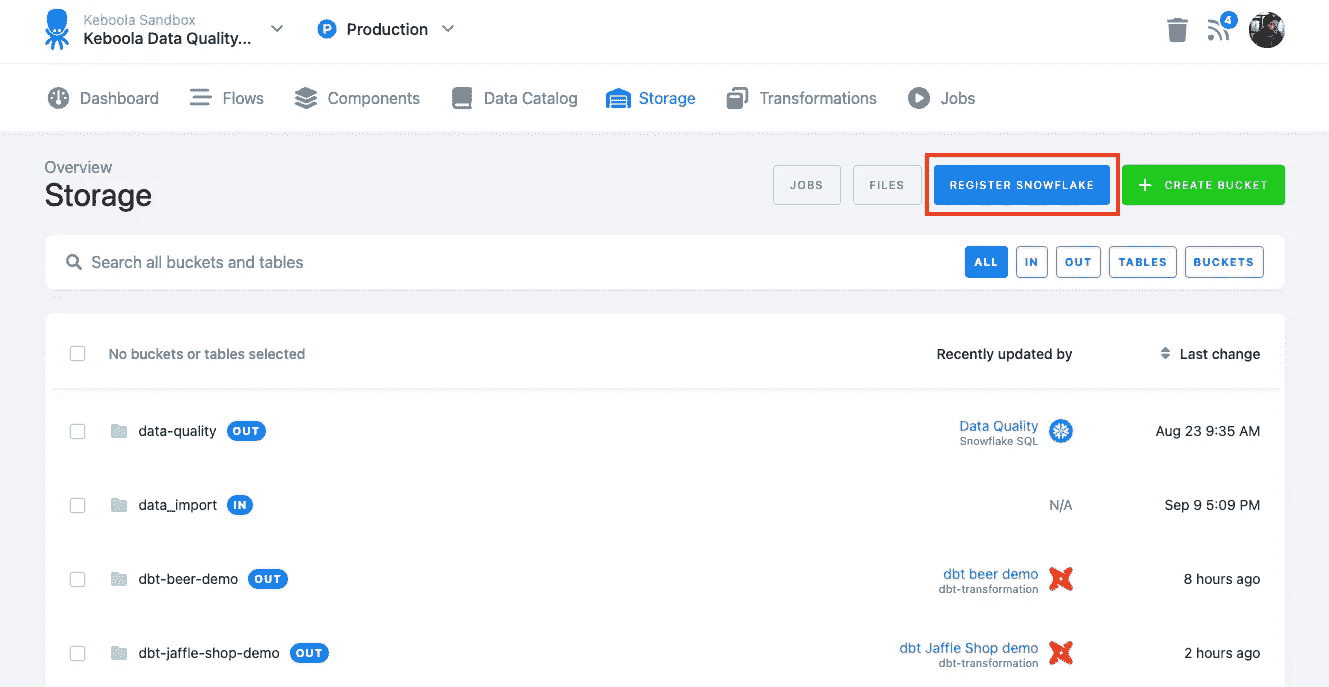 Keboola Sandbox
Keboola Data Quality...
P Production
4
Dashboard Flows Components Data Catalog Storage Transformations Jobs
Overview
Storage
JOBS FILES REGISTER SNOWFLAKE + CREATE BUCKET
Search all buckets and tables ALL IN OUT TABLES BUCKETS
No buckets or tables selected Recently updated by Last change
data-quality OUT Data Quality Aug 23 9:35 AM
Snowflake SQL
data_import IN N/A Sep 9 5:09 PM
dbt-beer-demo OUT dbt beer demo 8 hours ago
dbt-transformation
dbt-jaffle-shop-demo OUT dbt Jaffle Shop demo 2 hours ago
dbt-transformation